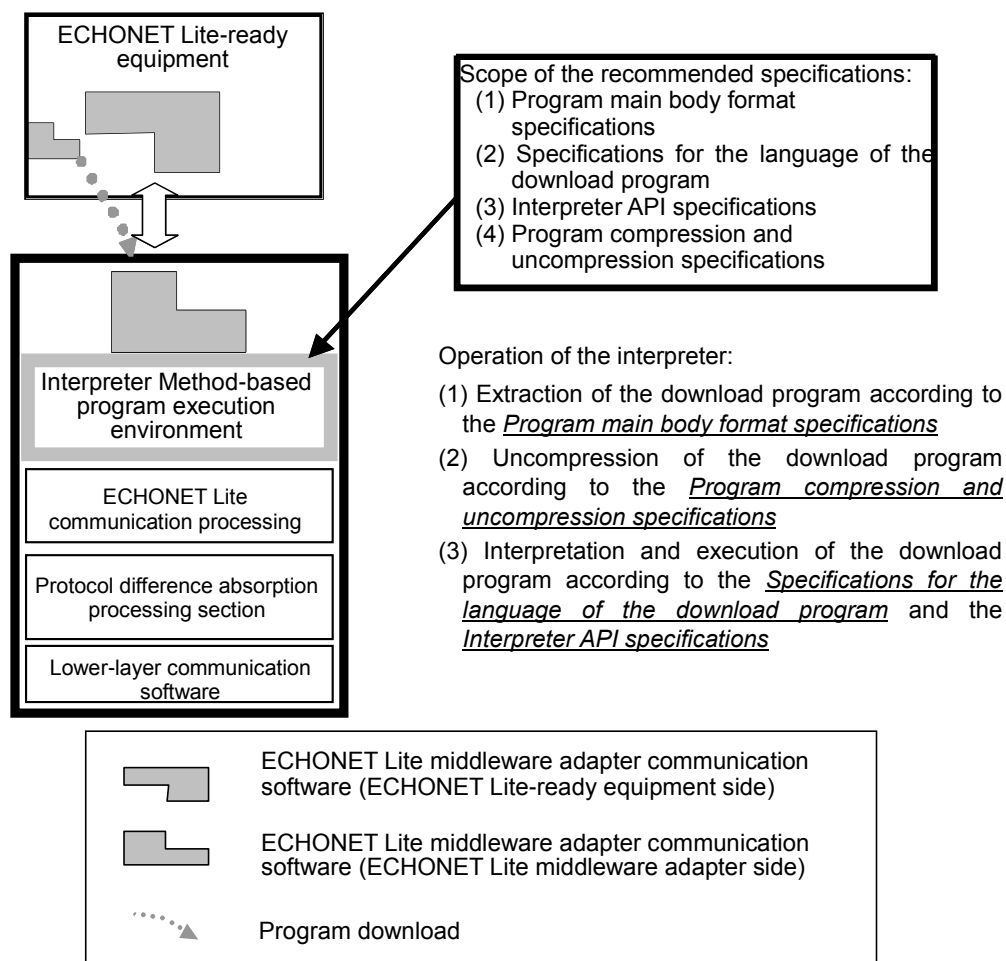 ECHONET Lite-ready
equipment
Scope of the recommended specifications:
(1) Program main body format
specifications
(2) Specifications for the language of the
download program
(3) Interpreter API specifications
(4) Program compression and
uncompression specifications
Interpreter Method-based
program execution
environment
ECHONET Lite
communication processing
Protocol difference absorption
processing section
Lower-layer communication
software
Operation of the interpreter:
(1) Extraction of the download program according to
the Program main body format specifications
(2) Uncompression of the download program
according to the Program compression and
uncompression specifications
(3) Interpretation and execution of the download
program according to the Specifications for the
language of the download program and the
Interpreter API specifications
ECHONET Lite middleware adapter communication
software (ECHONET Lite-ready equipment side)
ECHONET Lite middleware adapter communication
software (ECHONET Lite middleware adapter side)
Program download